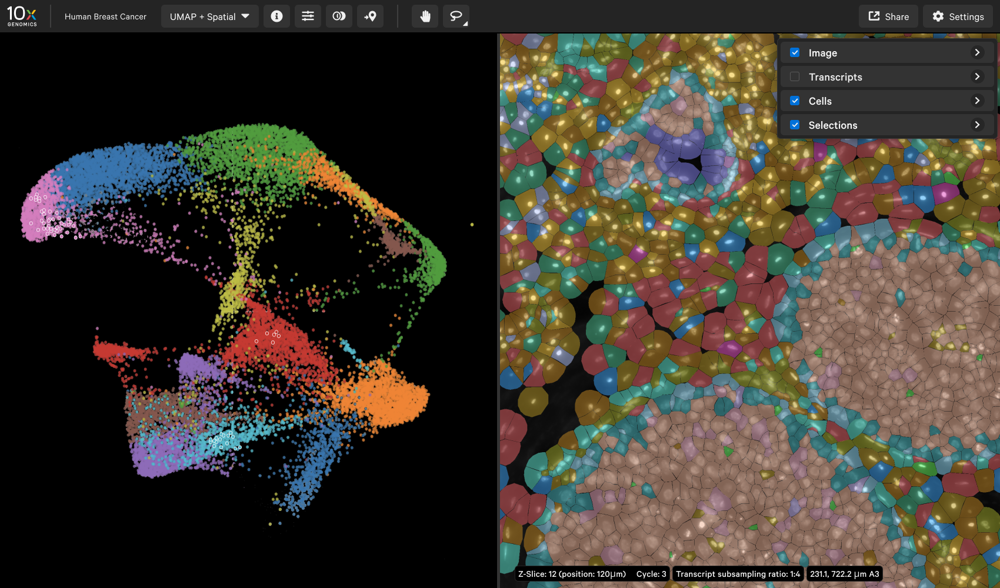 10x
GENOMICS
Human Breast Cancer
UMAP + Spatial
Share
Settings
Image
Transcripts
Cells
Selections
Z-Slice: 12 (position: 120μm) Cycle: 3
Transcript subsampling ratio: 1:4
231.1, 722.2 μm A3